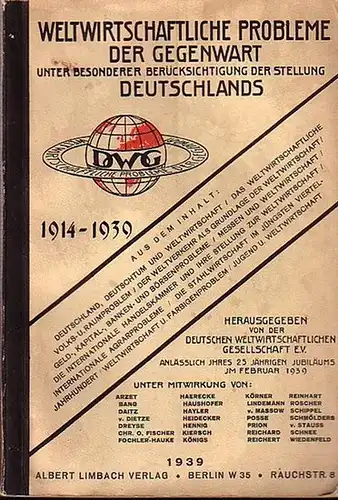 WELTWIRTSCHAFTLICHE PROBLEME
DER GEGENWART
UNTER BESONDERER BERÜCKSICHTIGUNG DER STELLUNG
DEUTSCHLANDS
DWG
1914-1939
AUS DEM INHALT:
DEUTSCHLAND, DEUTSCHTUM UND WELTWIRTSCHAFT / DAS WELTWIRTSCHAFTLICHE
VOLKS- U. RAUMPROBLEM / DER WELTVERKEHR ALS GRUNDLAGE DER WELTWIRTSCHAFT /
GELD-, KAPITAL-, BANKEN UND BÖRSENPROBLEME / MESSEN UND WELTWIRTSCHAFT /
DIE INTERNATIONALE HANDELSKAMMER UND IHRE STELLUNG ZUR WELTWIRTSCHAFT /
INTERNATIONALE AGRARPROBLEME / DIE STAHLWIRTSCHAFT IM JÜNGSTEN VIERTEL-
JAHRHUNDERT / WELTWIRTSCHAFT U. FARBIGENPROBLEM / JUGEND U. WELTWIRTSCHAFT
HERAUSGEGEBEN
VON DER
DEUTSCHEN WELTWIRTSCHAFTLICHEN
GESELLSCHAFT E.V.
ANLÄSSLICH JHRES 25 JÄHRIGEN JUBILÄUMS
JM FEBRUAR 1939
UNTER MITWIRKUNG VON:
ARZET HAERECKE KÖRNER REINHART
BANG HAUSHOFER LINDEMANN ROSCHER
DAITZ HAYLER v. MASSOW SCHIPPEL
v. DIETZE HEIDECKER POSSE SCHMÖLDERS
DREYSE HENNIG PRION v. STAUSS
CHR. O. FISCHER KIERSCH REICHARD SCHNEE
FOCHLER-HAUKE KÖNIGS REICHERT WIEDENFELD
1939
ALBERT LIMBACH VERLAG • BERLIN W 35 • RAUCHSTR. 8